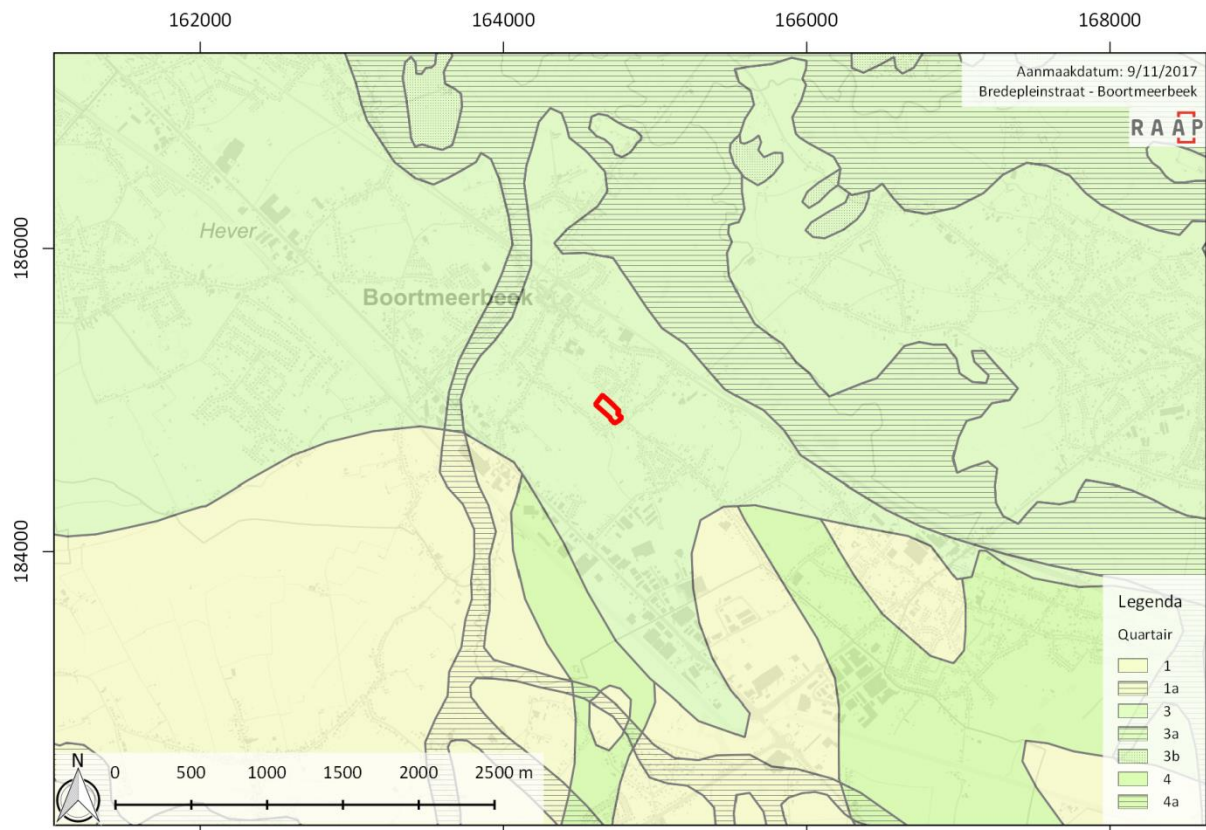 162000
164000
166000
168000
Aanmaakdatum: 9/11/2017
Bredepleinstraat - Boortmeerbeek
RAAP
186000
Hever
Boortmeerbeek
184000
Legenda
Quartair
1
1a
3
3a
3b
4
4a
N
0 500 1000 1500 2000 2500 m